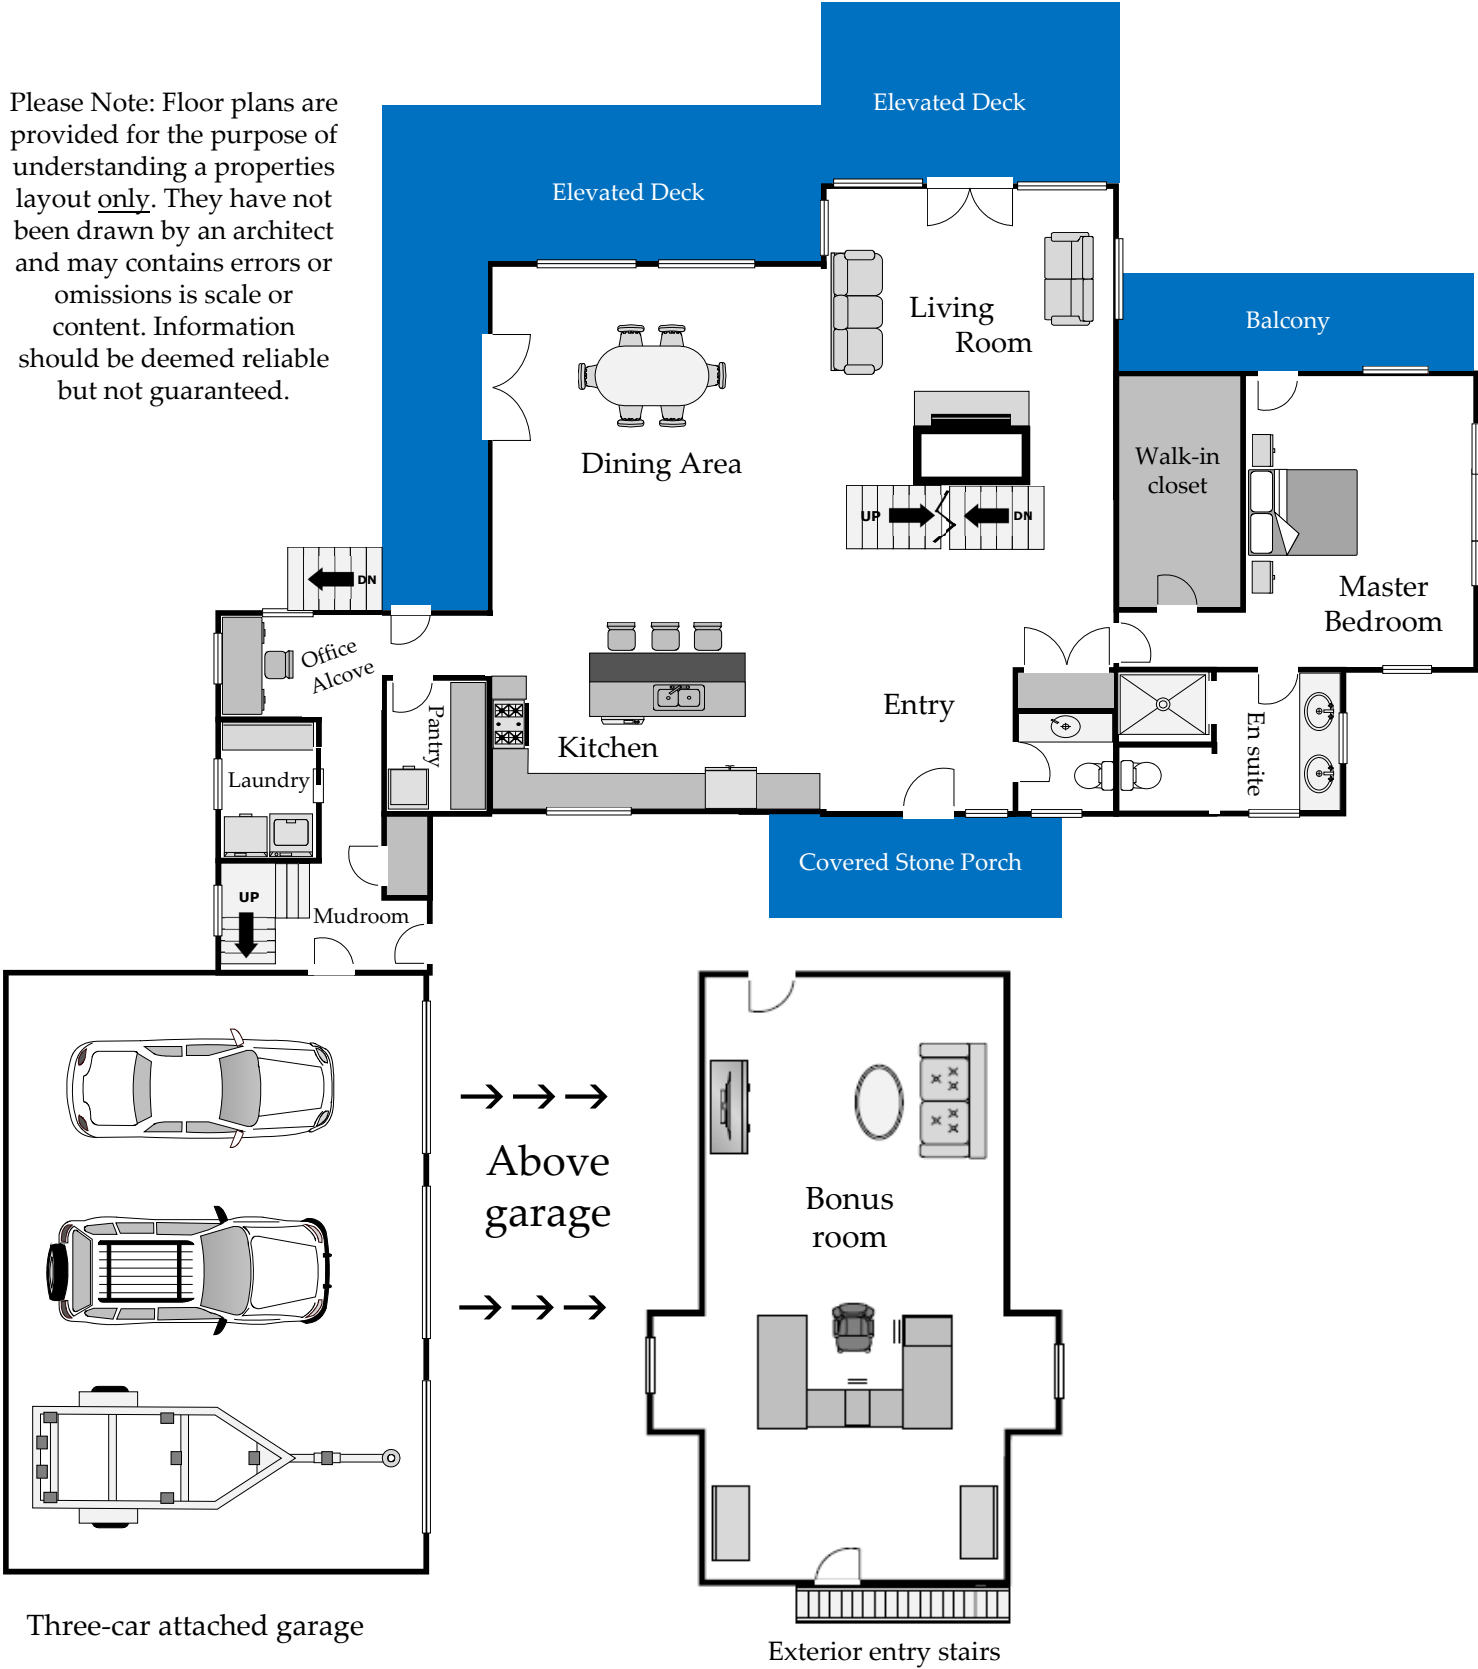 Please Note: Floor plans are
provided for the purpose of
understanding a properties
layout only. They have not
been drawn by an architect
and may contains errors or
omissions is scale or
content. Information
should be deemed reliable
but not guaranteed.
Elevated Deck
Elevated Deck
Living
Room
Balcony
Dining Area
Walk-in
closet
UP
DN
DN
Master
Bedroom
Office
Alcove
Entry
Pantry
Kitchen
En suite
Laundry
Covered Stone Porch
UP
Mudroom
Above
garage
Bonus
room
Three-car attached garage
Exterior entry stairs